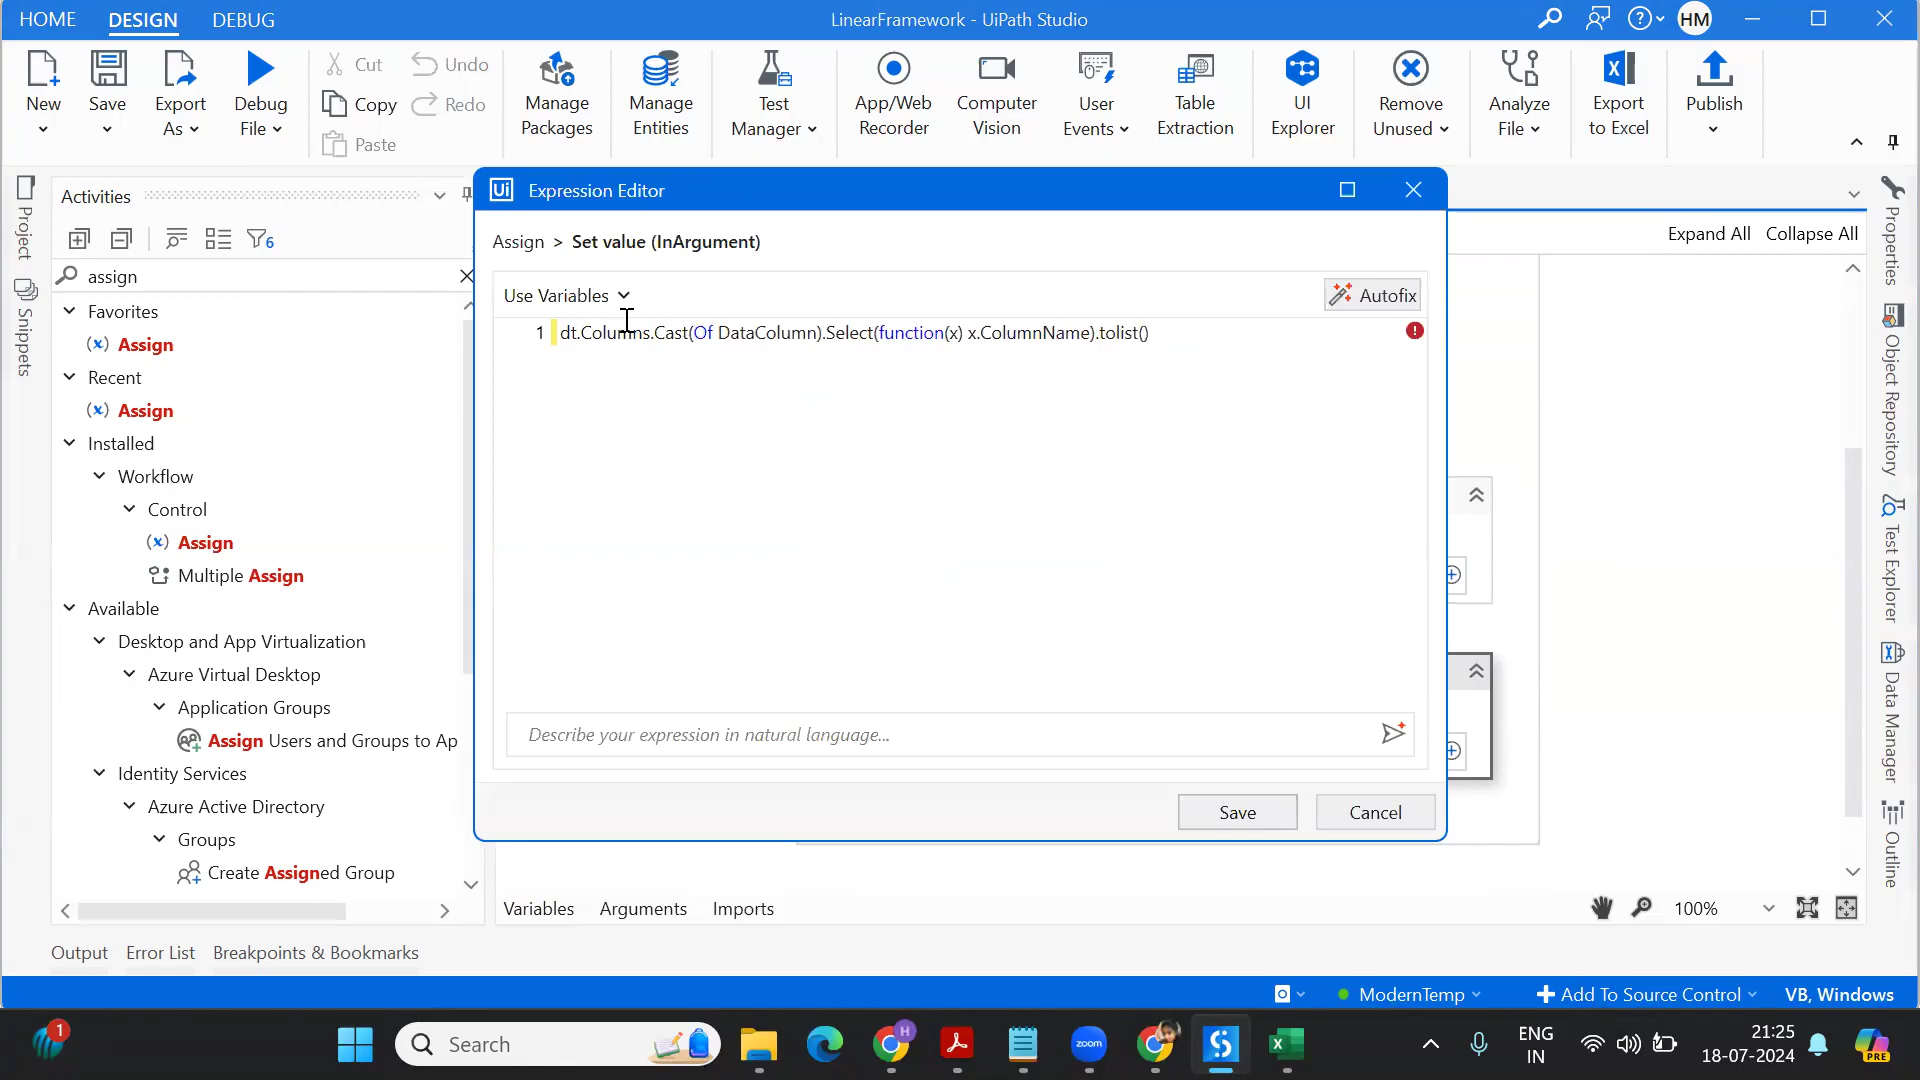 HOME DESIGN DEBUG
LinearFramework - UiPath Studio
HM
New
Save
Export As
Debug File
Cut
Copy
Paste
Undo
Redo
Manage Packages
Manage Entities
Test Manager
App/Web Recorder
Computer Vision
User Events
Table Extraction
UI Explorer
Remove Unused
Analyze File
Export to Excel
Publish
Project
Snippets
Activities
6
assign
Favorites
Assign
Recent
Assign
Installed
Workflow
Control
Assign
Multiple Assign
Available
Desktop and App Virtualization
Azure Virtual Desktop
Application Groups
Assign Users and Groups to Ap
Identity Services
Azure Active Directory
Groups
Create Assigned Group
Ui Expression Editor
Assign > Set value (InArgument)
Use Variables
Autofix
1 dt.Columns.Cast(Of DataColumn).Select(function(x) x.ColumnName).tolist()
Describe your expression in natural language...
Save
Cancel
Expand All Collapse All
Properties
Object Repository
Test Explorer
Data Manager
Outline
Variables Arguments Imports
100%
Output Error List Breakpoints & Bookmarks
ModernTemp
Add To Source Control
VB, Windows
1
Search
H
zoom
ENG
IN
21:25
18-07-2024
PRE